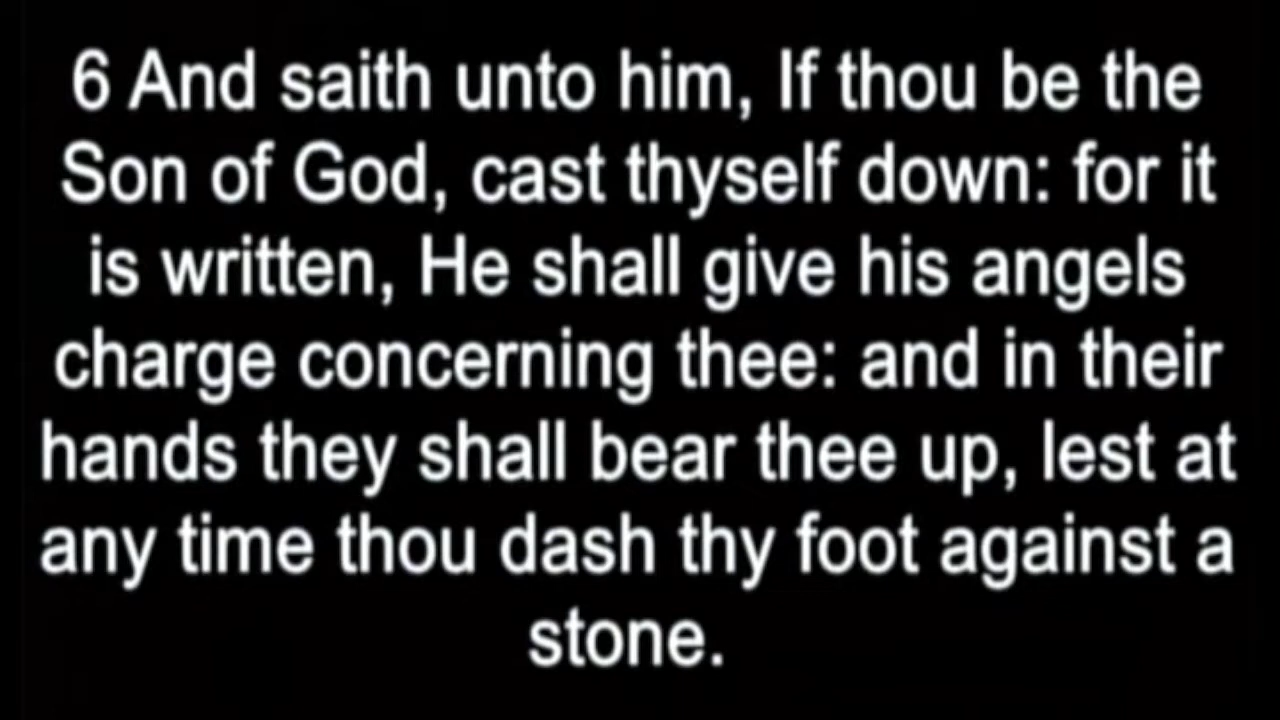 6 And saith unto him, If thou be the
Son of God, cast thyself down: for it
is written, He shall give his angels
charge concerning thee: and in their
hands they shall bear thee up, lest at
any time thou dash thy foot against a
stone.